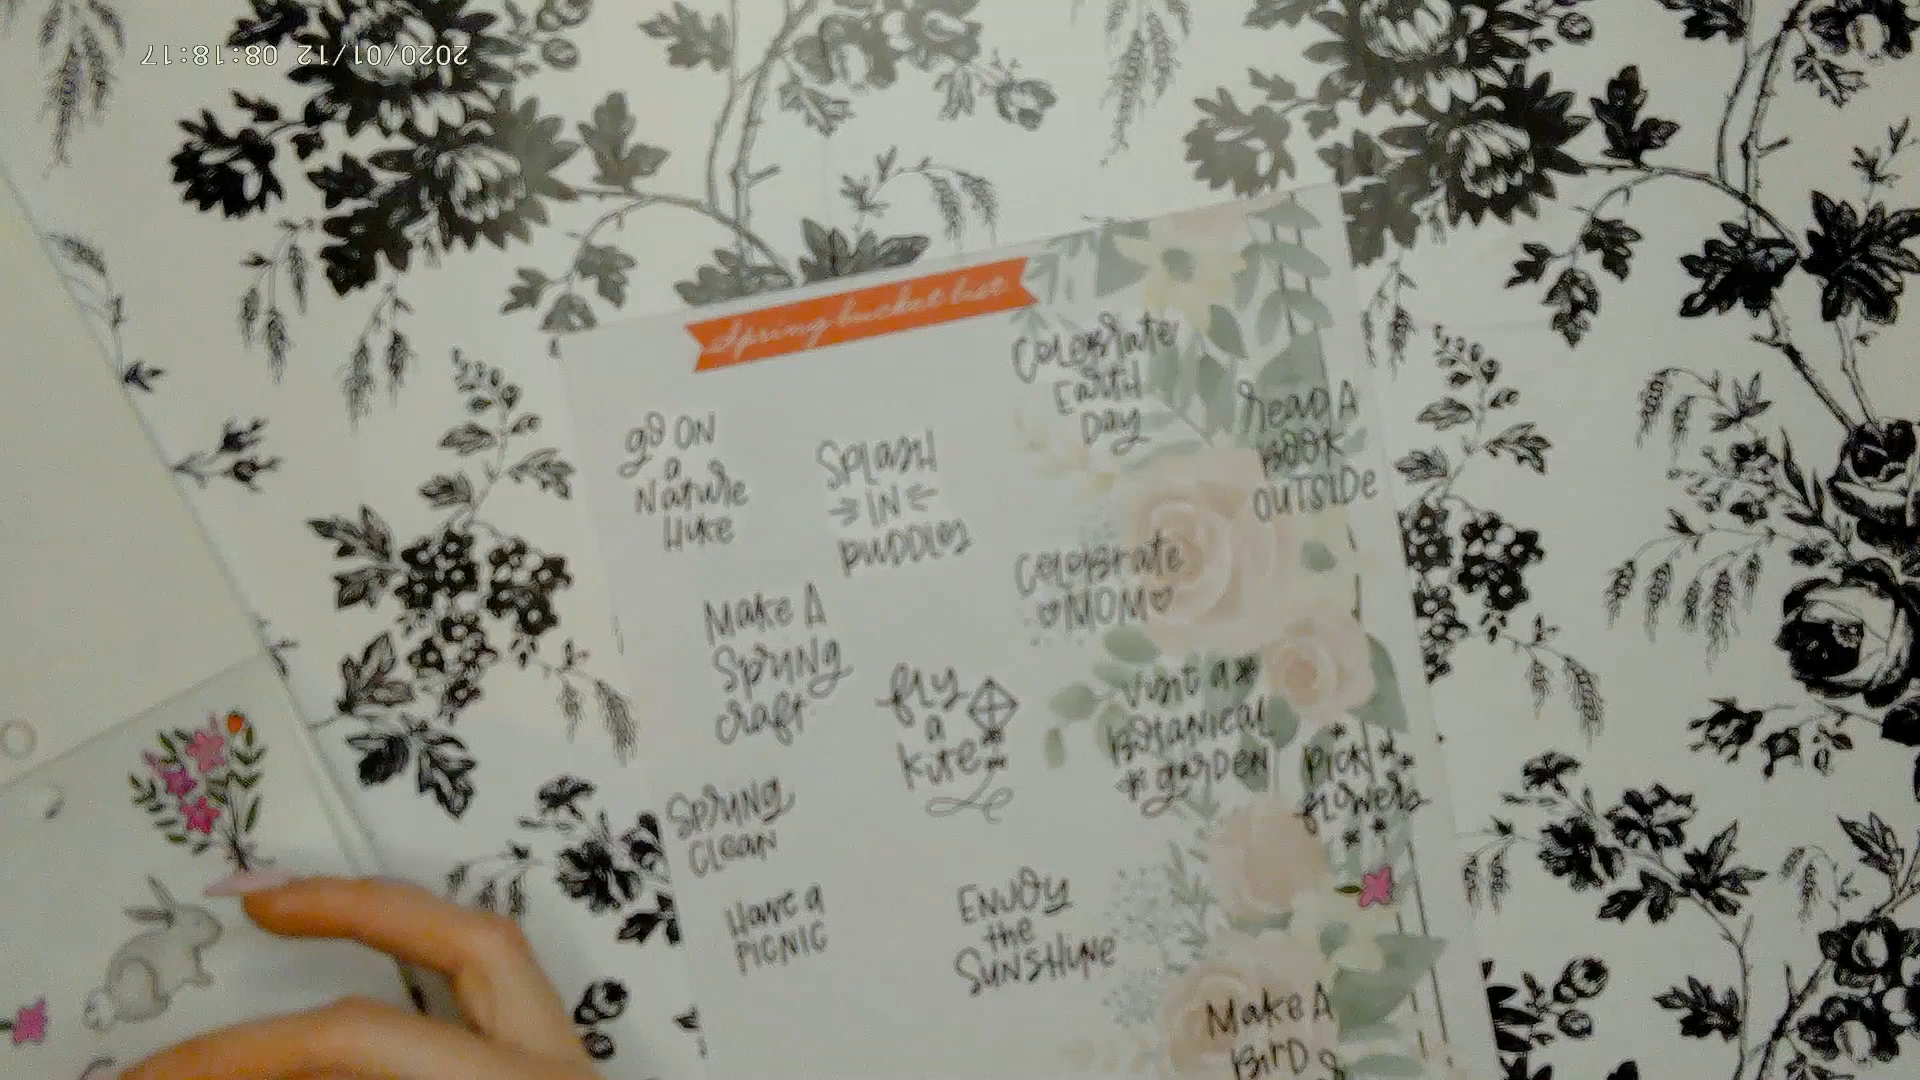 2020/01/12 08:18:17
Spring bucket list
Celebrate
Earth
Day
Read A
BOOK
OUTSIDE
go ON
a
Nature
Hike
Splash
IN
PUDDLES
Celebrate
MOM
Make A
Spring
craft
fly
a
kite
Visit a
Botanical
garden
PICK
flowers
Spring
Clean
Have a
PICNIC
ENJOY
the
SUNSHINE
Make A
BIRD